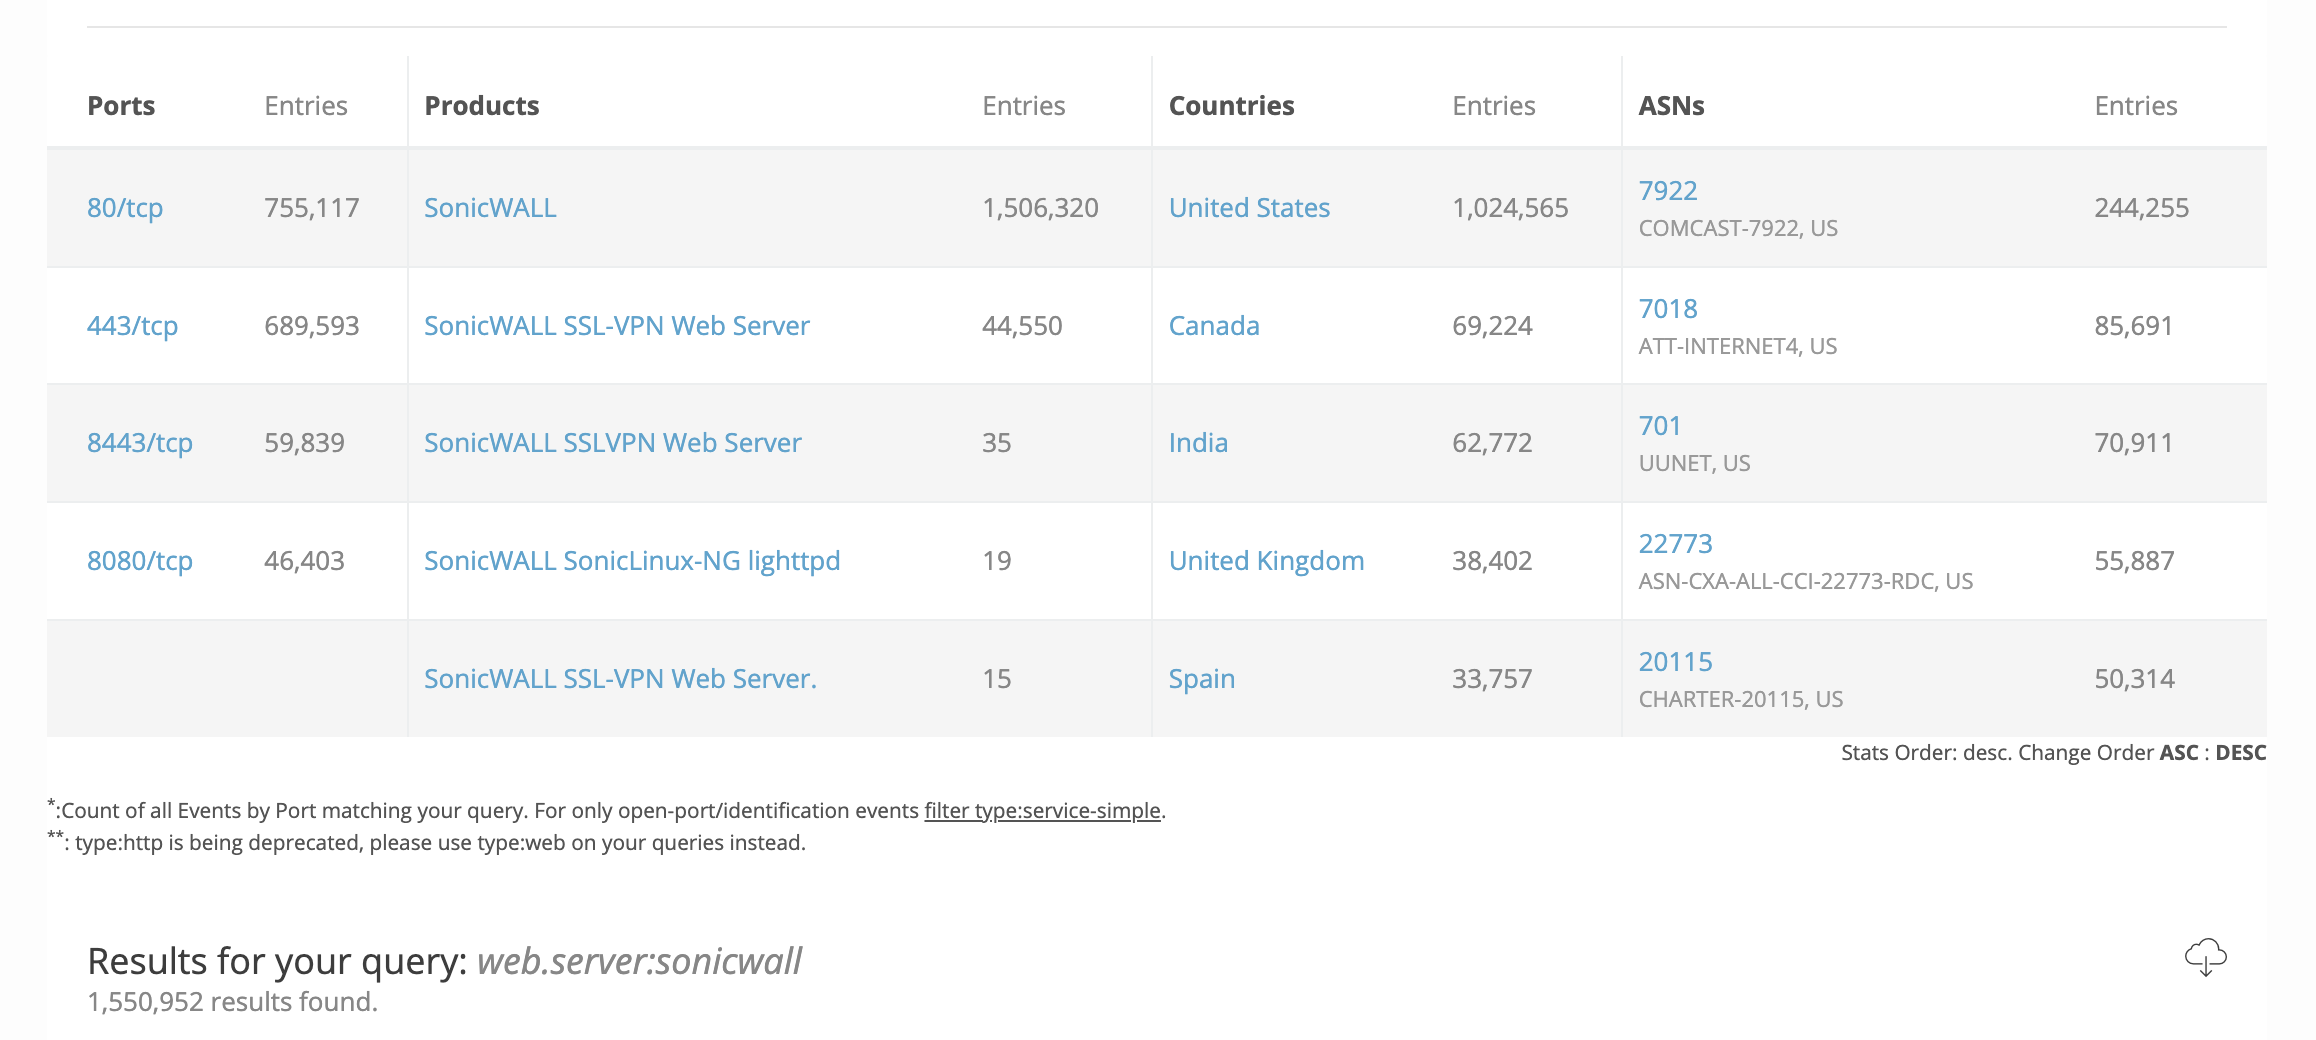 Ports Entries Products Entries Countries Entries ASNs Entries
80/tcp 755,117 SonicWALL 1,506,320 United States 1,024,565 7922 244,255
COMCAST-7922, US
443/tcp 689,593 SonicWALL SSL-VPN Web Server 44,550 Canada 69,224 7018 85,691
ATT-INTERNET4, US
8443/tcp 59,839 SonicWALL SSLVPN Web Server 35 India 62,772 701 70,911
UUNET, US
8080/tcp 46,403 SonicWALL SonicLinux-NG lighttpd 19 United Kingdom 38,402 22773 55,887
ASN-CXA-ALL-CCI-22773-RDC, US
SonicWALL SSL-VPN Web Server. 15 Spain 33,757 20115 50,314
CHARTER-20115, US
Stats Order: desc. Change Order ASC : DESC
*:Count of all Events by Port matching your query. For only open-port/identification events filter type:service-simple.
**: type:http is being deprecated, please use type:web on your queries instead.
Results for your query: web.server:sonicwall
1,550,952 results found.